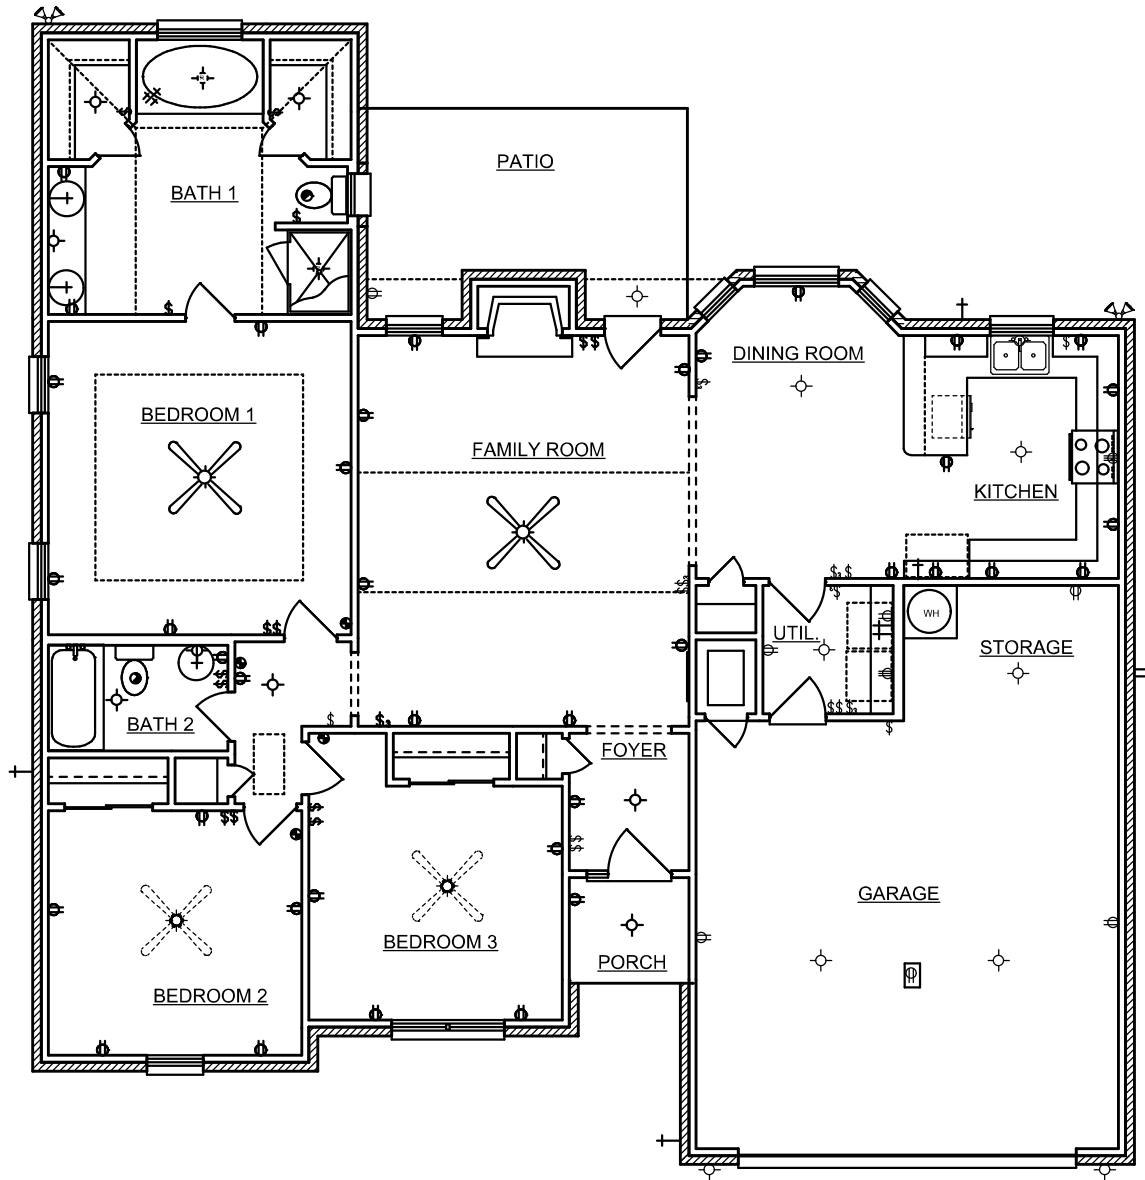 PATIO
BATH 1
DINING ROOM
BEDROOM 1
FAMILY ROOM
KITCHEN
WH
UTIL.
STORAGE
BATH 2
FOYER
GARAGE
BEDROOM 3
PORCH
BEDROOM 2